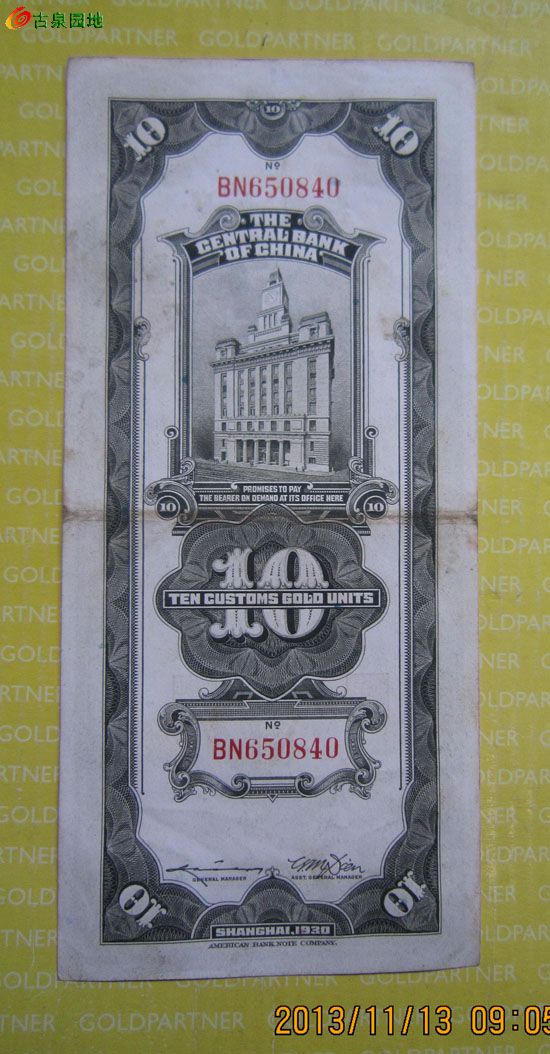 古泉园地
GOLDPARTNER
10
10
10
Nº
BN650840
THE
CENTRAL BANK
OF CHINA
PROMISES TO PAY
THE BEARER ON DEMAND AT ITS OFFICE HERE
10
10
10
TEN CUSTOMS GOLD UNITS
Nº
BN650840
GENERAL MANAGER
ASST. GENERAL MANAGER
10
10
SHANGHAI, 1930
AMERICAN BANK NOTE COMPANY.
GOLDPARTNER
2013/11/13 09:05